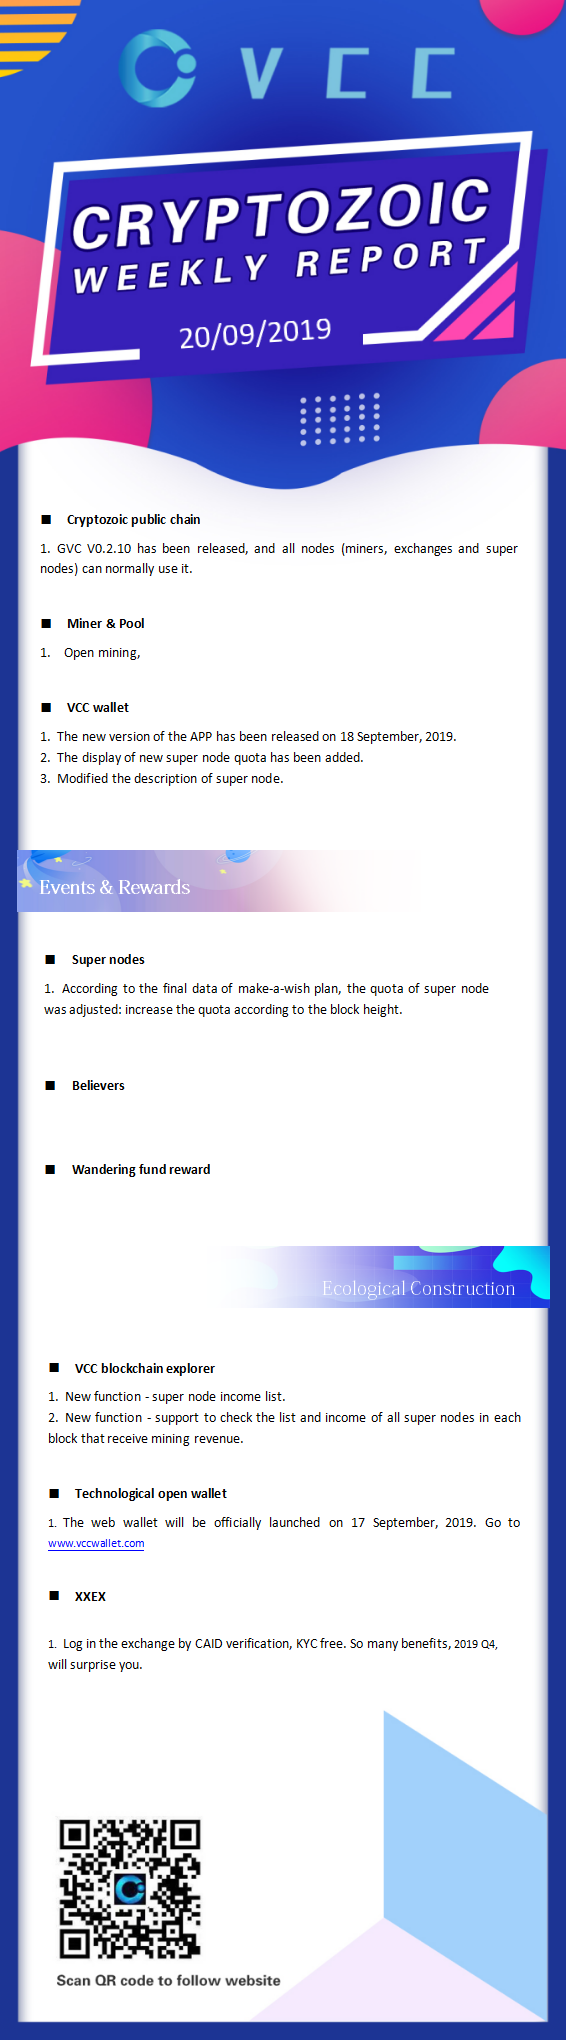 VCC
CRYPTOZOIC
WEEKLY REPORT
20/09/2019
■ Cryptozoic public chain
1. GVC V0.2.10 has been released, and all nodes (miners, exchanges and super
nodes) can normally use it.
■ Miner & Pool
1. Open mining,
■ VCC wallet
1. The new version of the APP has been released on 18 September, 2019.
2. The display of new super node quota has been added.
3. Modified the description of super node.
Events & Rewards
■ Super nodes
1. According to the final data of make-a-wish plan, the quota of super node
was adjusted: increase the quota according to the block height.
■ Believers
■ Wandering fund reward
Ecological Construction
■ VCC blockchain explorer
1. New function - super node income list.
2. New function - support to check the list and income of all super nodes in each
block that receive mining revenue.
■ Technological open wallet
1. The web wallet will be officially launched on 17 September, 2019. Go to
www.vccwallet.com
■ XXEX
1. Log in the exchange by CAID verification, KYC free. So many benefits, 2019 Q4,
will surprise you.
Scan QR code to follow website